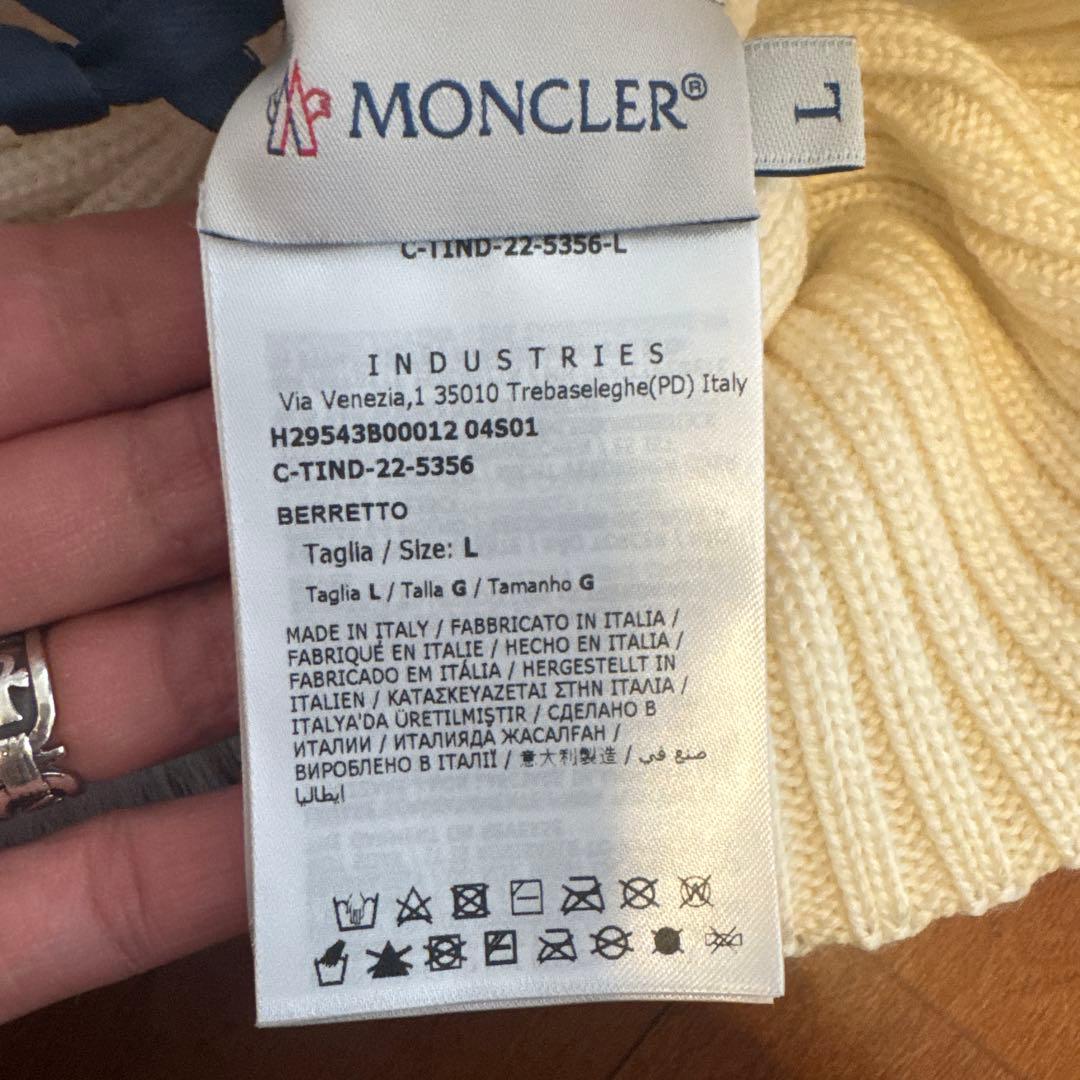 MONCLER®
L
C-TIND-22-5356-L
INDUSTRIES
Via Venezia,1 35010 Trebaseleghe(PD) Italy
H29543B00012 04S01
C-TIND-22-5356
BERRETTO
Taglia / Size: L
Taglia L / Talla G / Tamanho G
MADE IN ITALY / FABBRICATO IN ITALIA /
FABRIQUÉ EN ITALIE / HECHO EN ITALIA /
FABRICADO EM ITÁLIA / HERGESTELLT IN
ITALIEN / ΚΑΤΑΣΚΕΥΑΖΕΤΑΙ ΣΤΗΝ ΙΤΑΛΙΑ /
ITALYA'DA ÜRETILMIŞTIR / СДЕЛАНО В
ИТАЛИИ / ИТАЛИЯДА ЖАСАЛҒАН /
ВИРОБЛЕНО В ІТАЛІЇ / 意大利製造 / صنع في
إيطاليا
W